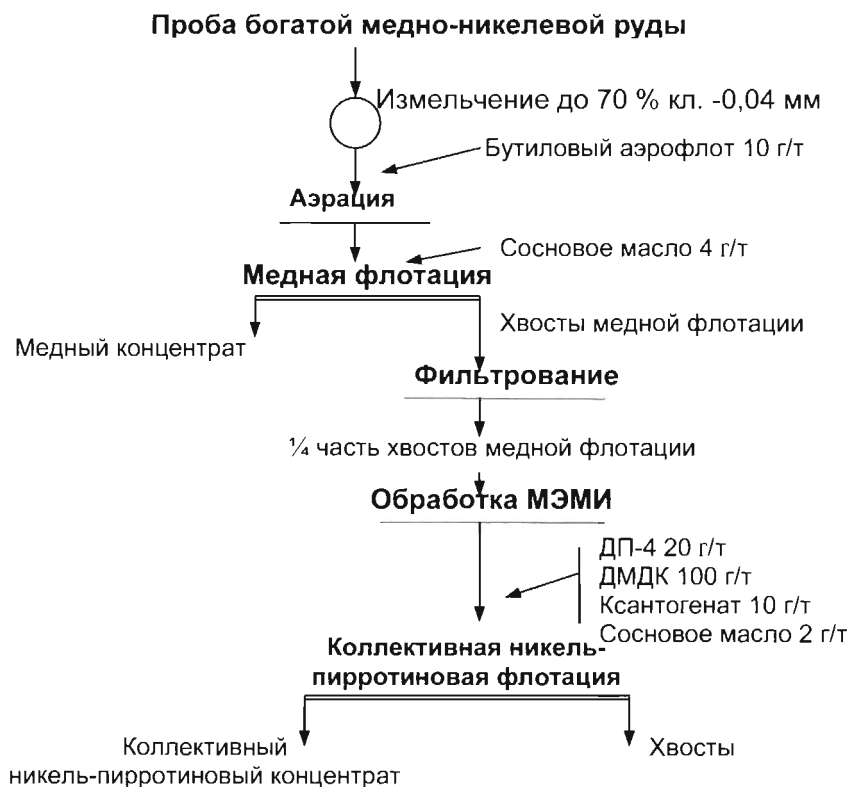 Проба богатой медно-никелевой руды
Измельчение до 70 % кл. -0,04 мм
Бутиловый аэрофлот 10 г/т
Аэрация
Сосновое масло 4 г/т
Медная флотация
Хвосты медной флотации
Медный концентрат
Фильтрование
¼ часть хвостов медной флотации
Обработка МЭМИ
ДП-4 20 г/т
ДМДК 100 г/т
Ксантогенат 10 г/т
Сосновое масло 2 г/т
Коллективная никель-
пирротиновая флотация
Коллективный
никель-пирротиновый концентрат
Хвосты